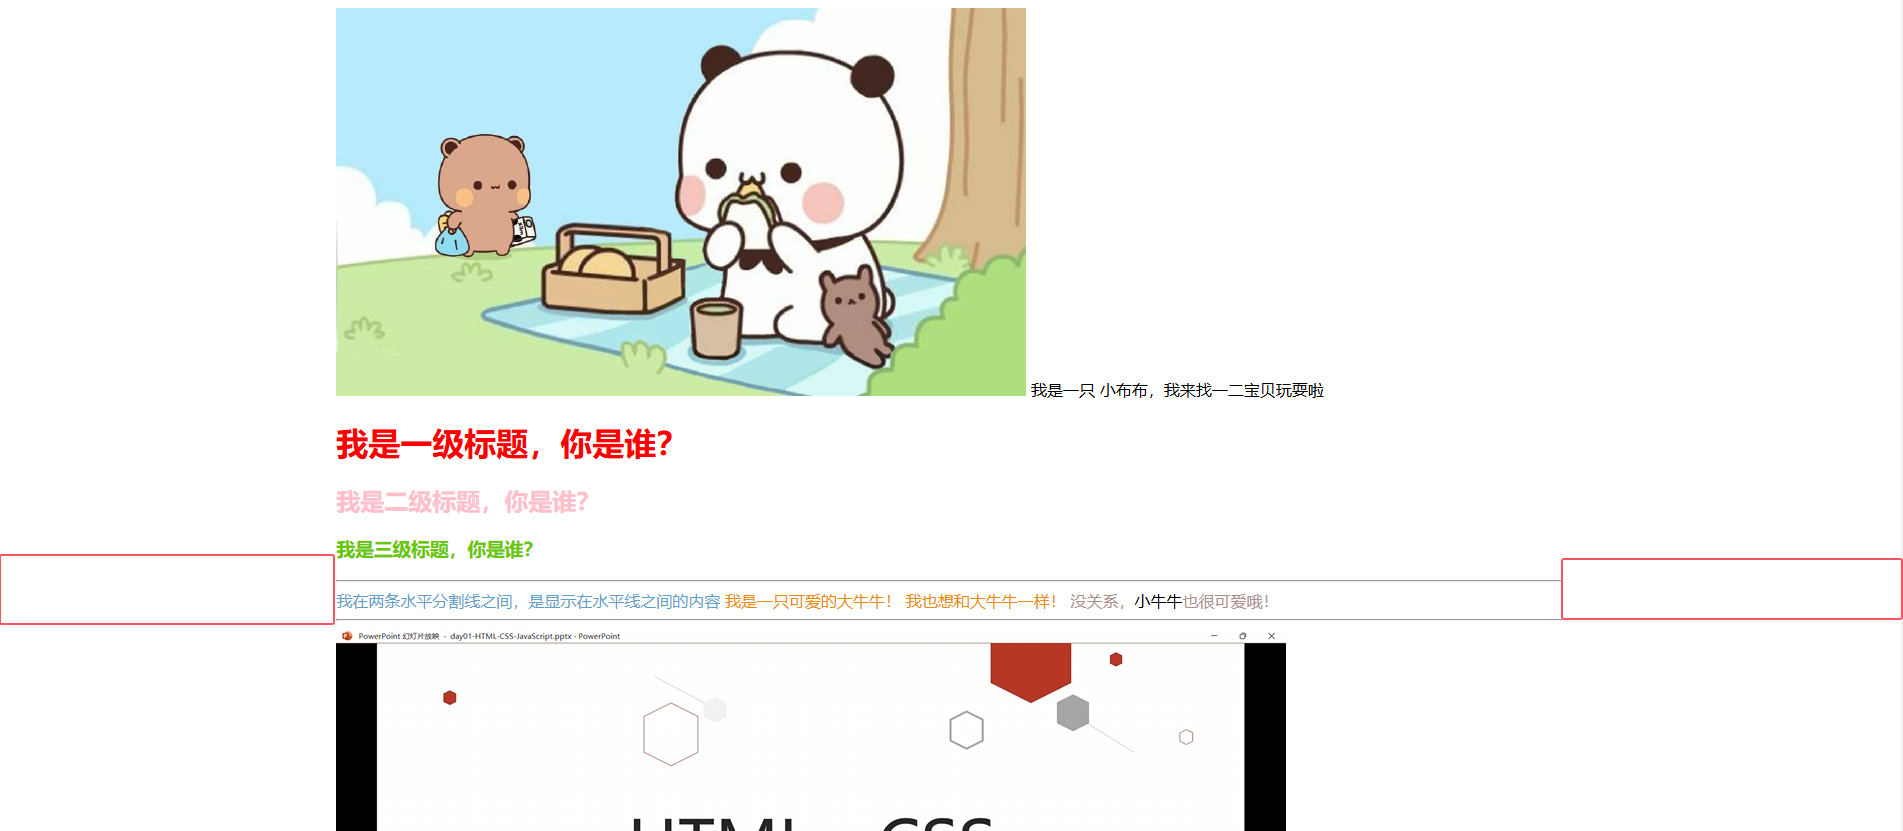 我是一只 小布布，我来找一二宝贝玩耍啦
我是一级标题，你是谁？
我是二级标题，你是谁？
我是三级标题，你是谁？
我在两条水平分割线之间，是显示在水平线之间的内容 我是一只可爱的大牛牛！ 我也想和大牛牛一样！ 没关系，小牛牛也很可爱哦！
PowerPoint 幻灯片放映 - day01-HTML-CSS-JavaScript.pptx - PowerPoint
HTML CSS